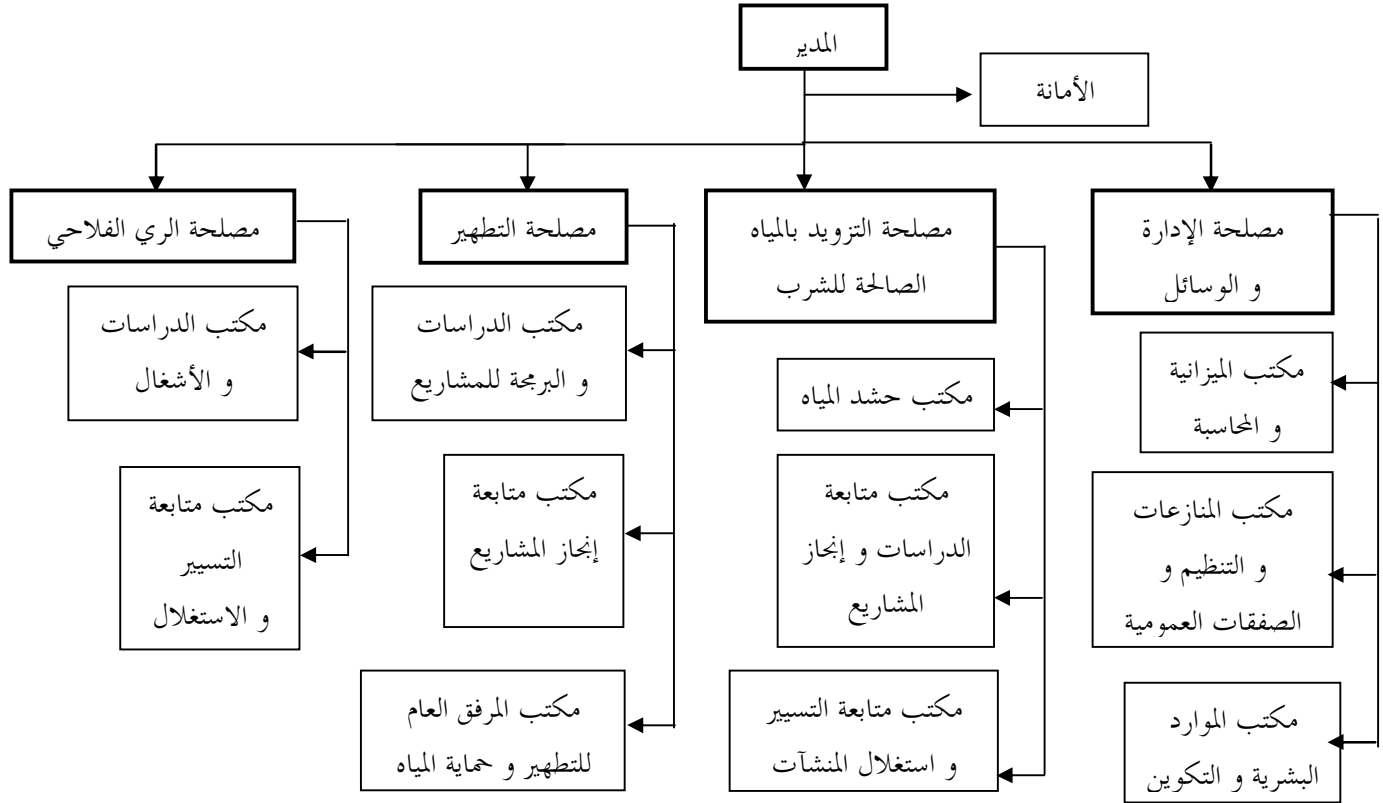 المدير
الأمانة
مصلحة الإدارة
و الوسائل
مكتب الميزانية
و المحاسبة
مكتب المنازعات
و التنظيم و
الصفقات العمومية
مكتب الموارد
البشرية و التكوين
مصلحة التزويد بالمياه
الصالحة للشرب
مكتب حشد المياه
مكتب متابعة
الدراسات و إنجاز
المشاريع
مكتب متابعة التسيير
و استغلال المنشآت
مصلحة التطهير
مكتب الدراسات
و البرمجة للمشاريع
مكتب متابعة
إنجاز المشاريع
مكتب المرفق العام
للتطهير و حماية المياه
مصلحة الري الفلاحي
مكتب الدراسات
و الأشغال
مكتب متابعة
التسيير
و الاستغلال